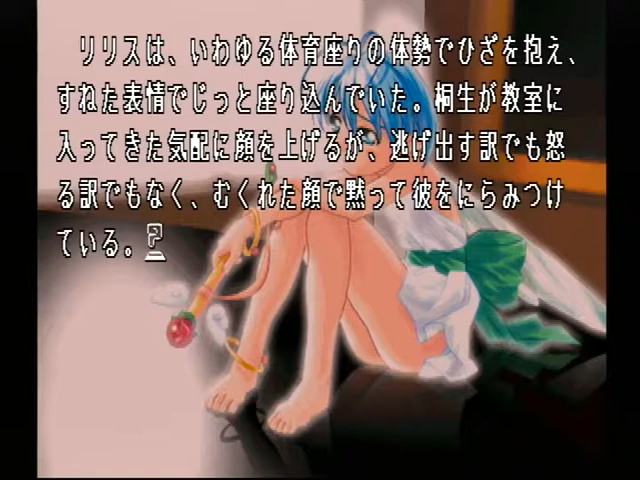 リリスは、いわゆる体育座りの体勢でひざを抱え、
すねた表情でじっと座り込んでいた。桐生が教室に
入ってきた気配に顔を上げるが、逃げ出す訳でも怒
る訳でもなく、むくれた顔で黙って彼をにらみつけ
ている。